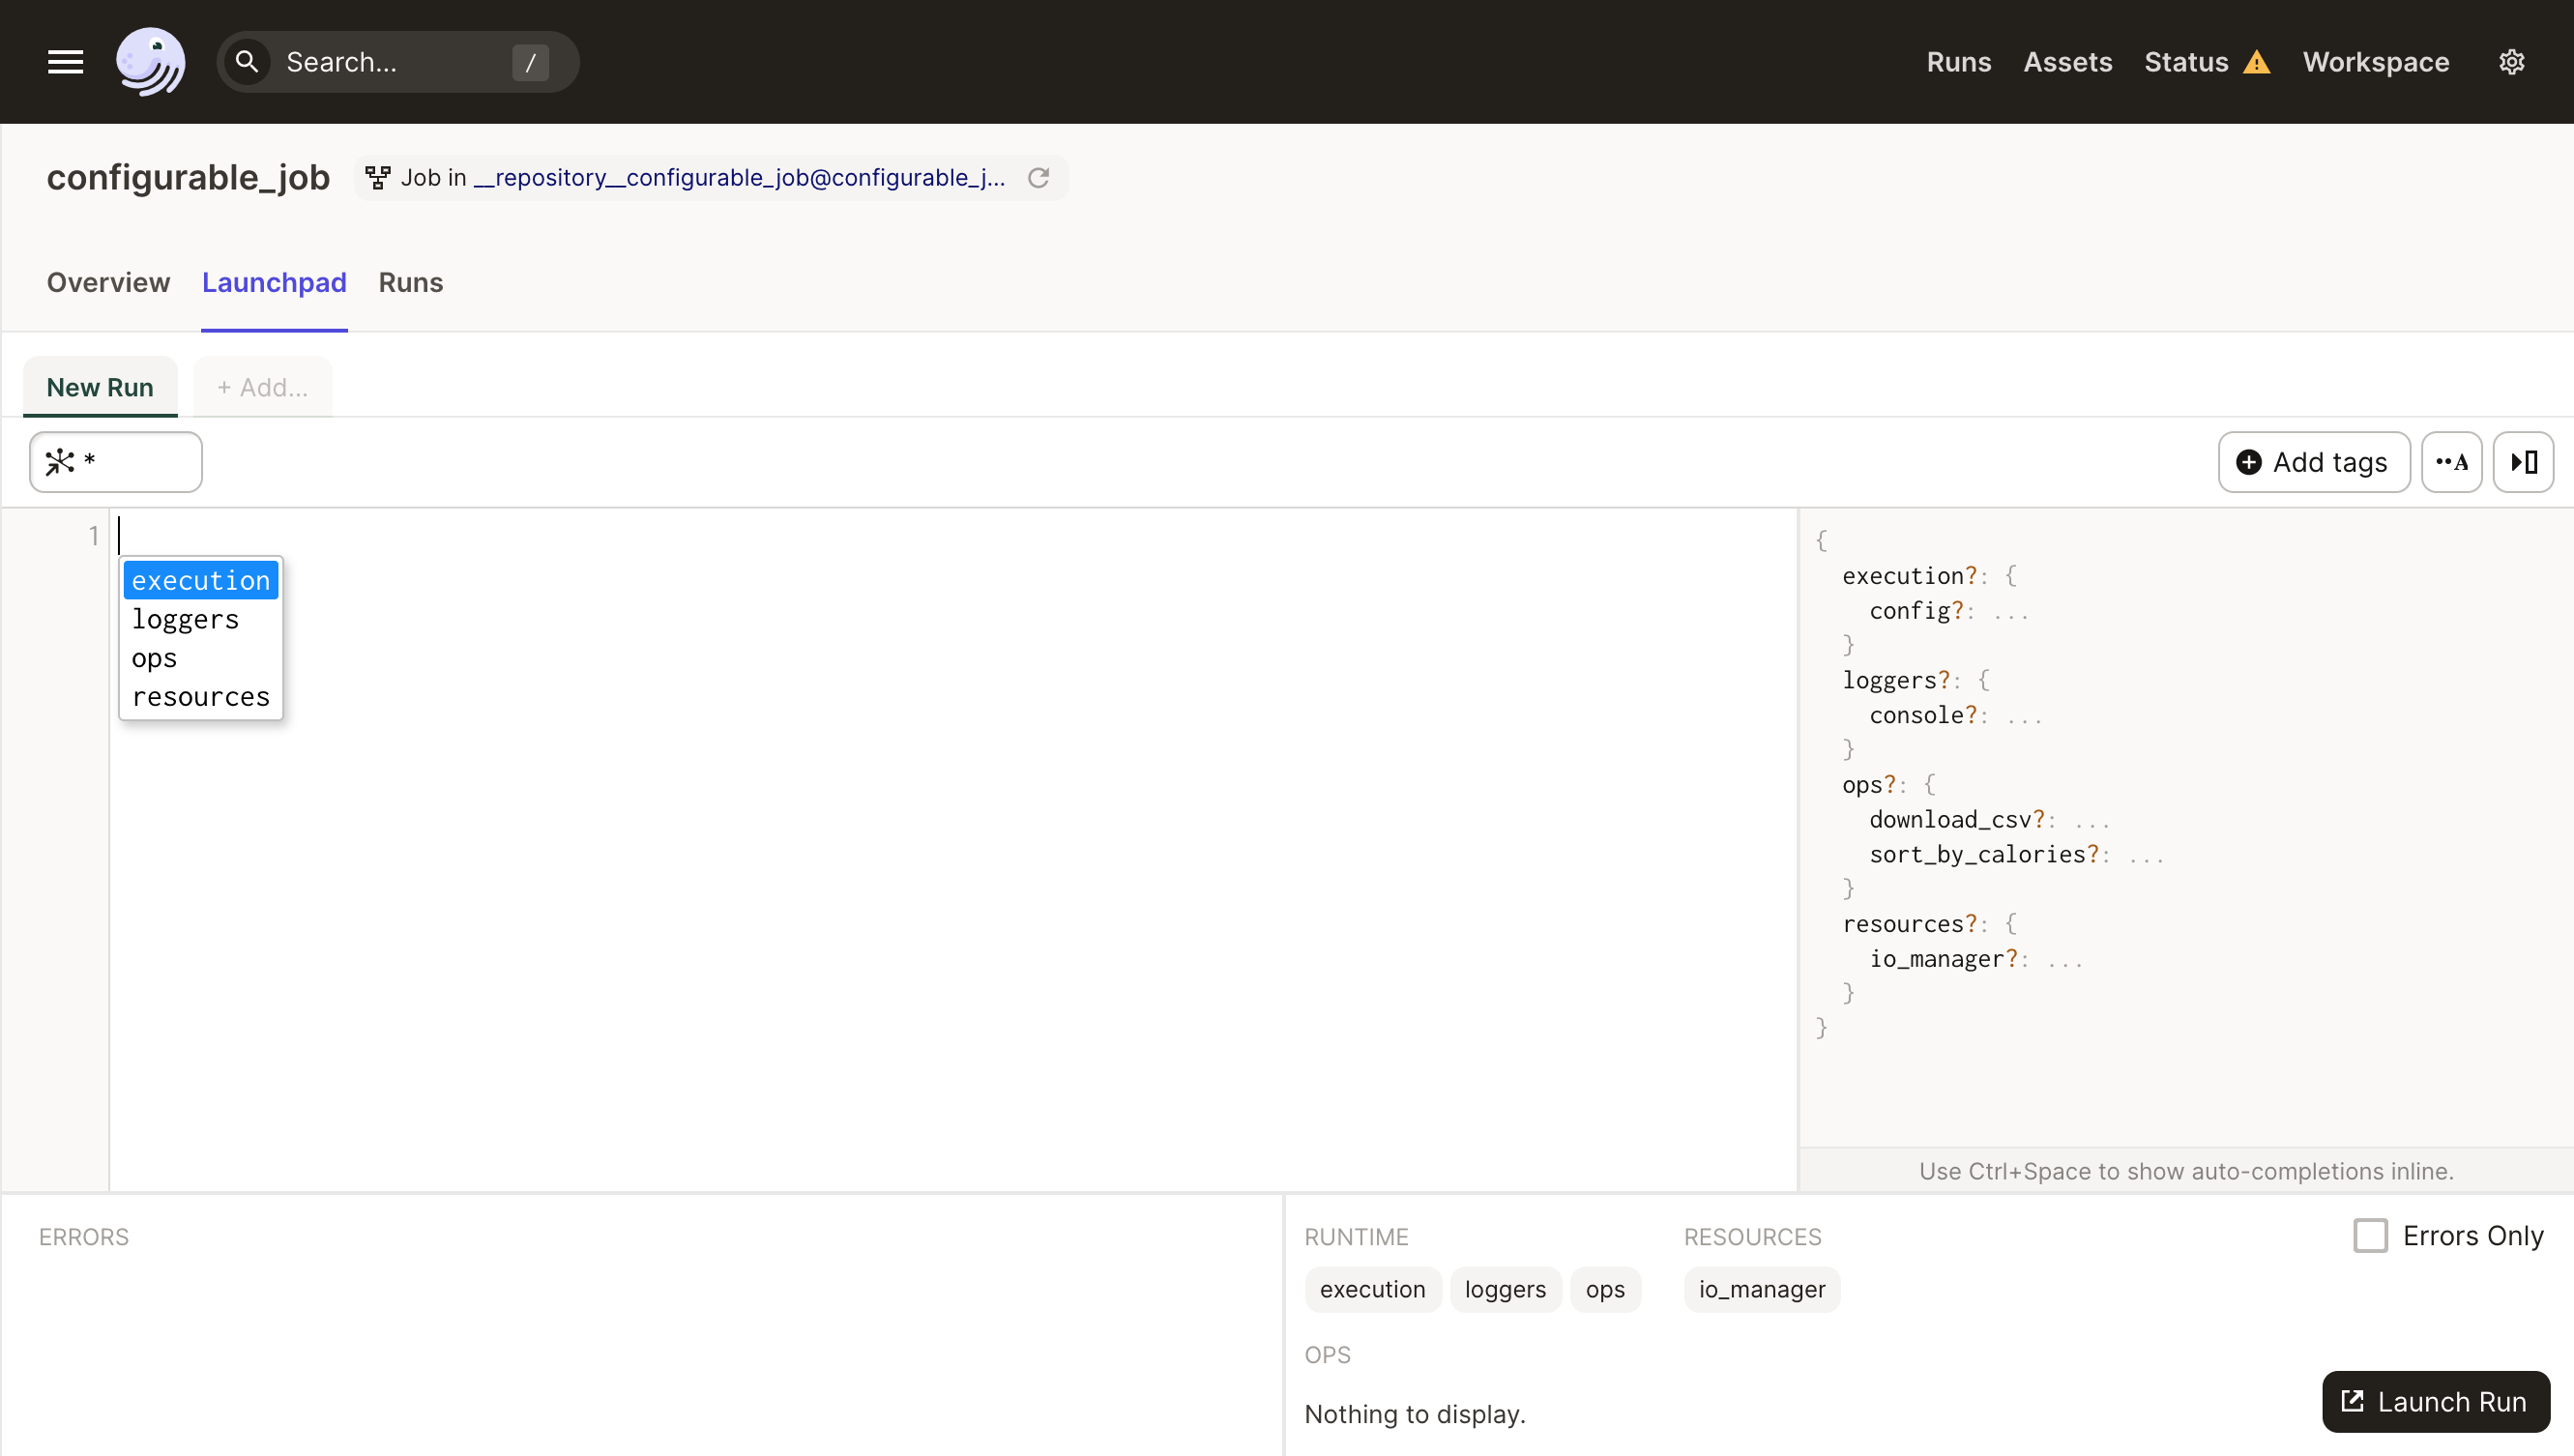 Search... /
Runs Assets Status Workspace
configurable_job Job in __repository__configurable_job@configurable_j...
Overview Launchpad Runs
New Run + Add...
*
Add tags ••A
1
execution
loggers
ops
resources
{
execution?: {
config?: ...
}
loggers?: {
console?: ...
}
ops?: {
download_csv?: ...
sort_by_calories?: ...
}
resources?: {
io_manager?: ...
}
}
Use Ctrl+Space to show auto-completions inline.
ERRORS
RUNTIME RESOURCES Errors Only
execution loggers ops io_manager
OPS
Nothing to display.
Launch Run